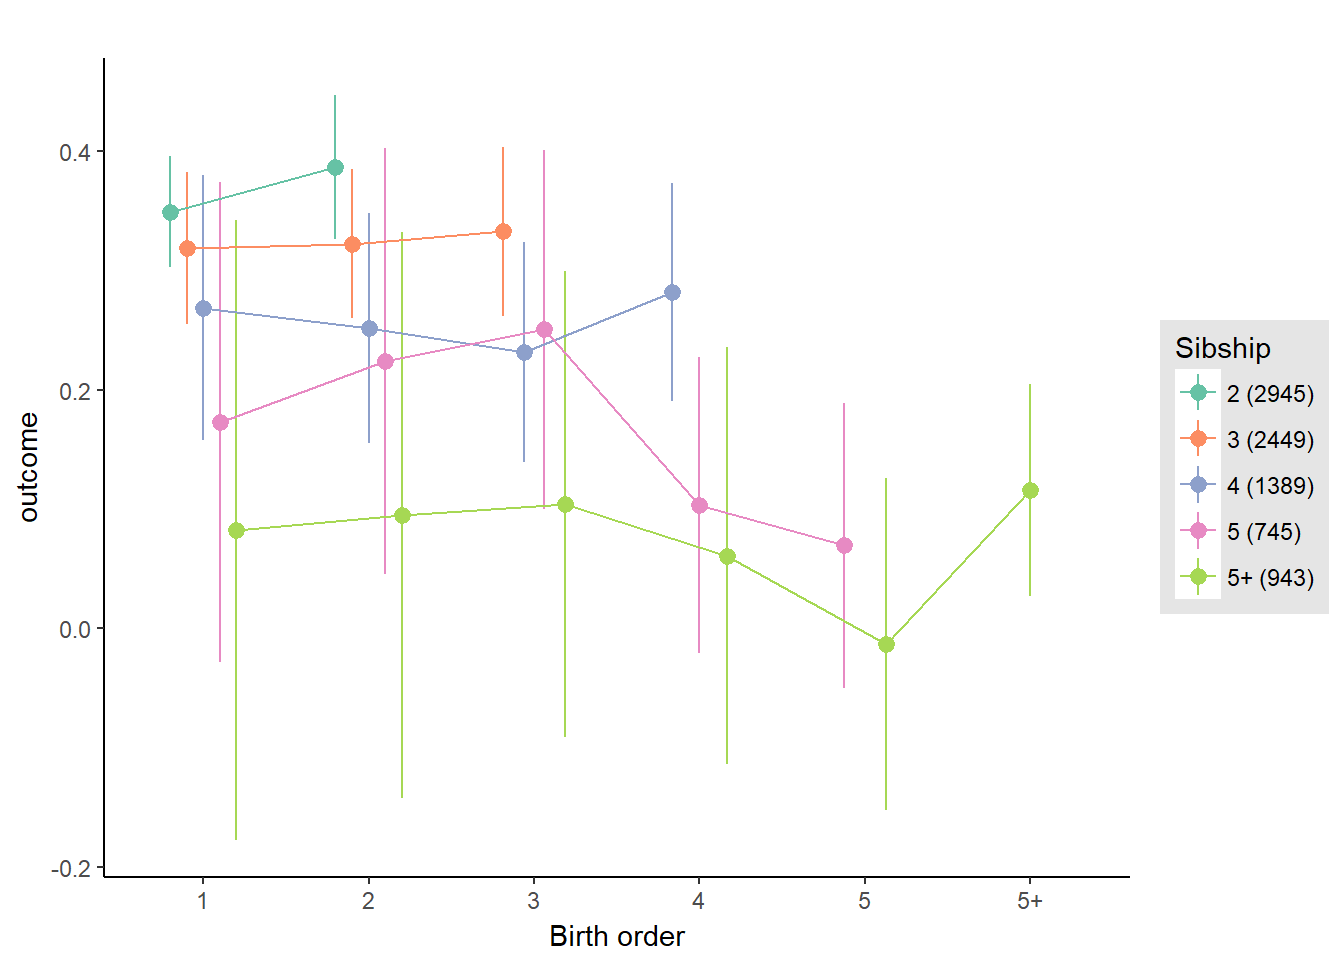 0.4
0.2
0.0
-0.2
outcome
1 2 3 4 5 5+
Birth order
Sibship
2 (2945)
3 (2449)
4 (1389)
5 (745)
5+ (943)